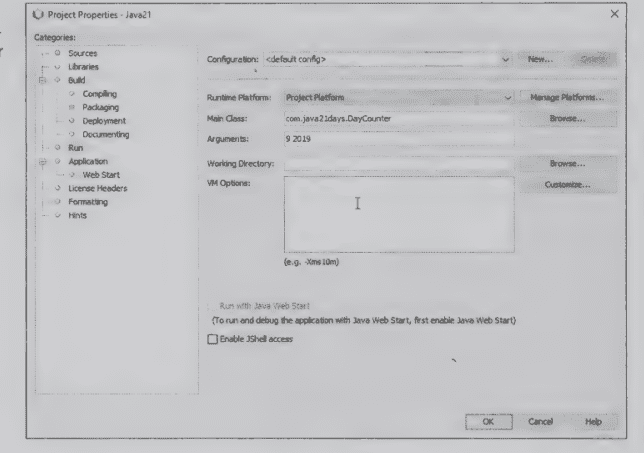 Project Properties - Java21
Categories:
Sources
Libraries
Build
Compiling
Packaging
Deployment
Documenting
Run
Application
Web Start
License Headers
Formatting
Hints
Configuration: <default config> New... Delete
Runtime Platform: Project Platform Manage Platforms...
Main Class: com.java21days.DayCounter Browse...
Arguments: 9 2019
Working Directory: Browse...
VM Options: Customize...
(e.g. -Xms10m)
Run with Java Web Start
(To run and debug the application with Java Web Start, first enable Java Web Start)
Enable JShell access
OK Cancel Help